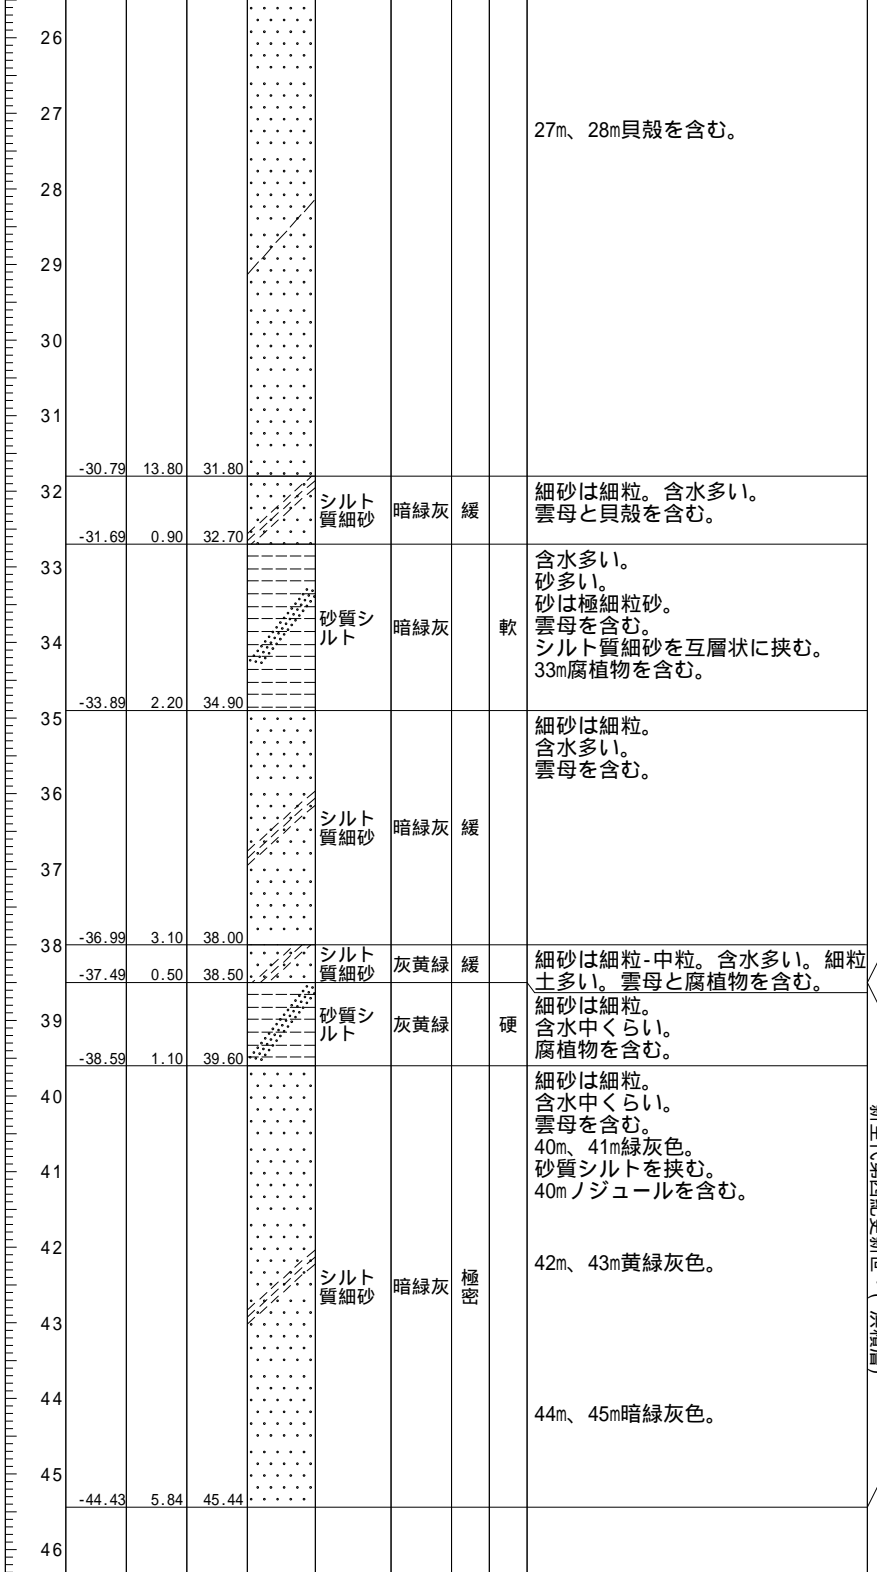 26
27
27m、28m貝殻を含む。
28
29
30
31
-30.79 13.80 31.80
32
シルト
質細砂
暗緑灰 緩
細砂は細粒。含水多い。
雲母と貝殻を含む。
-31.69 0.90 32.70
33
砂質シ
ルト
暗緑灰 軟
含水多い。
砂多い。
砂は極細粒砂。
雲母を含む。
シルト質細砂を互層状に挟む。
33m腐植物を含む。
34
-33.89 2.20 34.90
35
細砂は細粒。
含水多い。
雲母を含む。
36
シルト
質細砂
暗緑灰 緩
37
-36.99 3.10 38.00
38
シルト
質細砂
灰黄緑 緩
細砂は細粒-中粒。含水多い。細粒
土多い。雲母と腐植物を含む。
-37.49 0.50 38.50
39
砂質シ
ルト
灰黄緑 硬
細砂は細粒。
含水中くらい。
腐植物を含む。
-38.59 1.10 39.60
40
細砂は細粒。
含水中くらい。
雲母を含む。
40m、41m緑灰色。
砂質シルトを挟む。
40mノジュールを含む。
41
42
42m、43m黄緑灰色。
シルト
質細砂
暗緑灰
極
密
43
44
44m、45m暗緑灰色。
45
-44.43 5.84 45.44
46